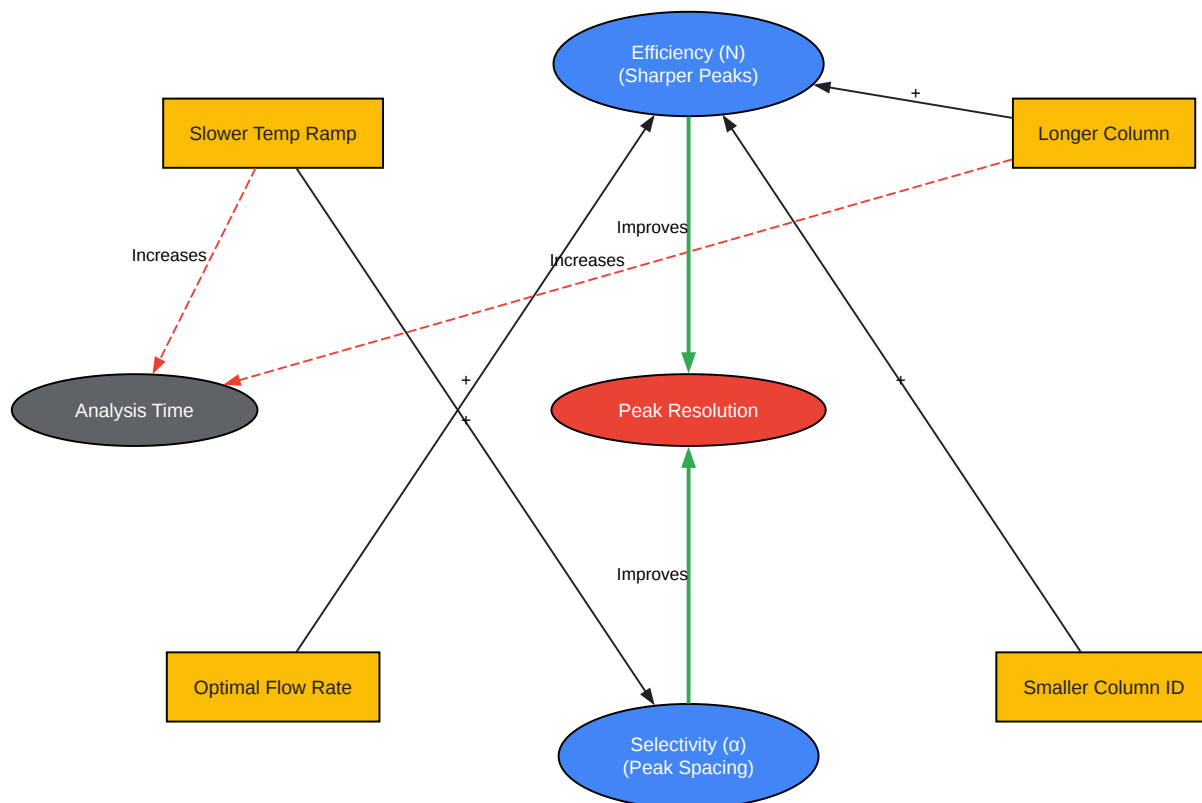 Efficiency (N)
(Sharper Peaks)
+
Slower Temp Ramp
Longer Column
Improves
Increases
Increases
+
Analysis Time
Peak Resolution
+
+
Improves
Optimal Flow Rate
Smaller Column ID
Selectivity (α)
(Peak Spacing)